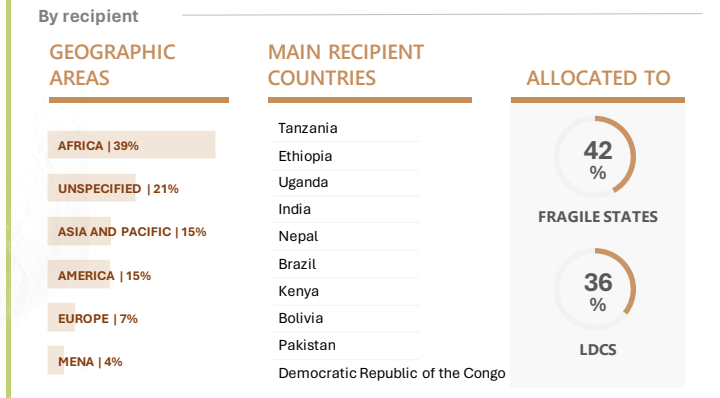 By recipient
GEOGRAPHIC
AREAS
AFRICA | 39%
UNSPECIFIED | 21%
ASIA AND PACIFIC | 15%
AMERICA | 15%
EUROPE | 7%
MENA | 4%
MAIN RECIPIENT
COUNTRIES
Tanzania
Ethiopia
Uganda
India
Nepal
Brazil
Kenya
Bolivia
Pakistan
Democratic Republic of the Congo
ALLOCATED TO
42
%
FRAGILE STATES
36
%
LDCS